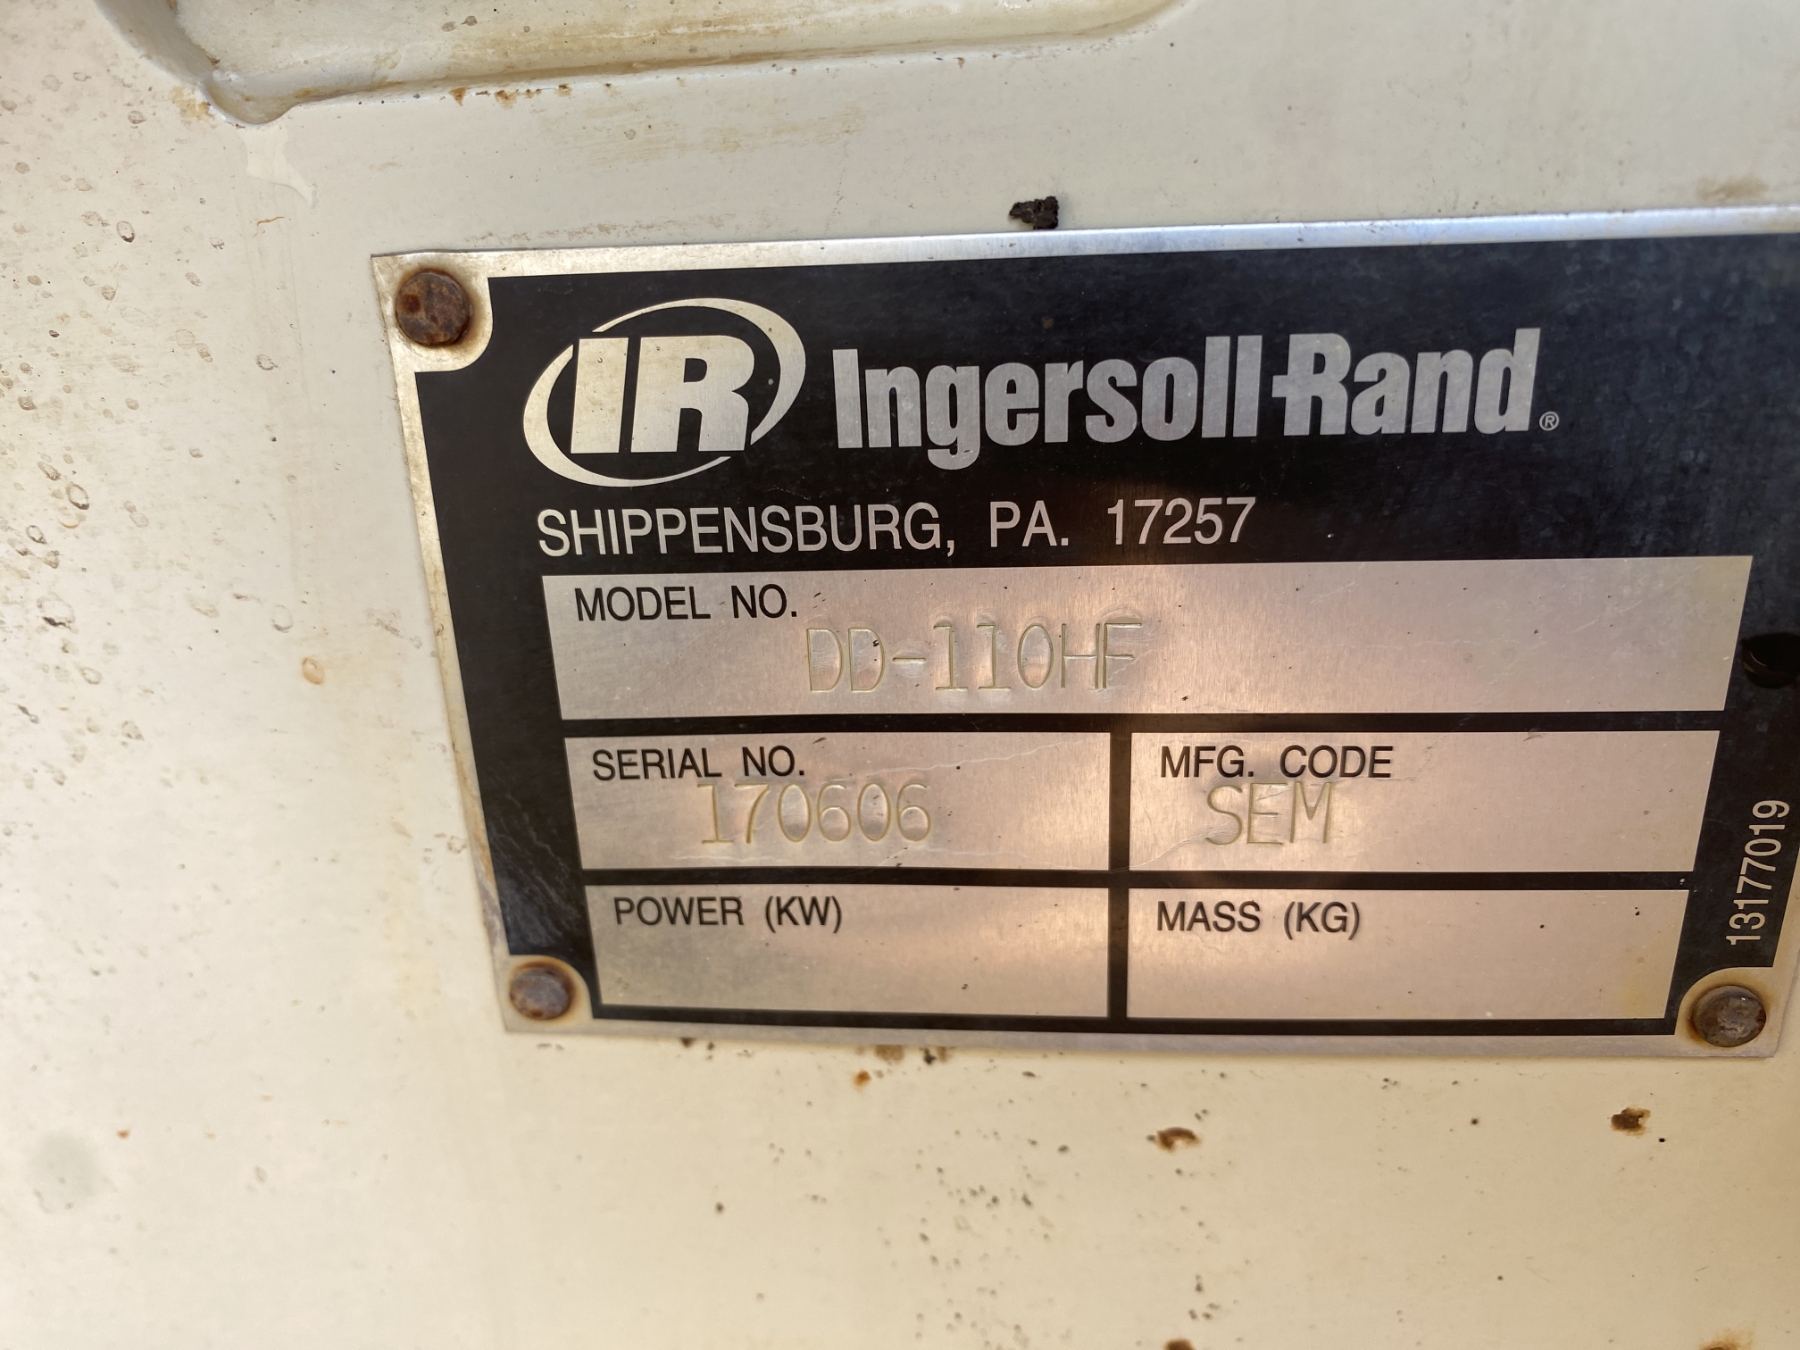 IR Ingersoll-Rand®
SHIPPENSBURG, PA. 17257
MODEL NO.
DD-110HF
SERIAL NO.
170606
MFG. CODE
SEM
POWER (KW)
MASS (KG)
13177019